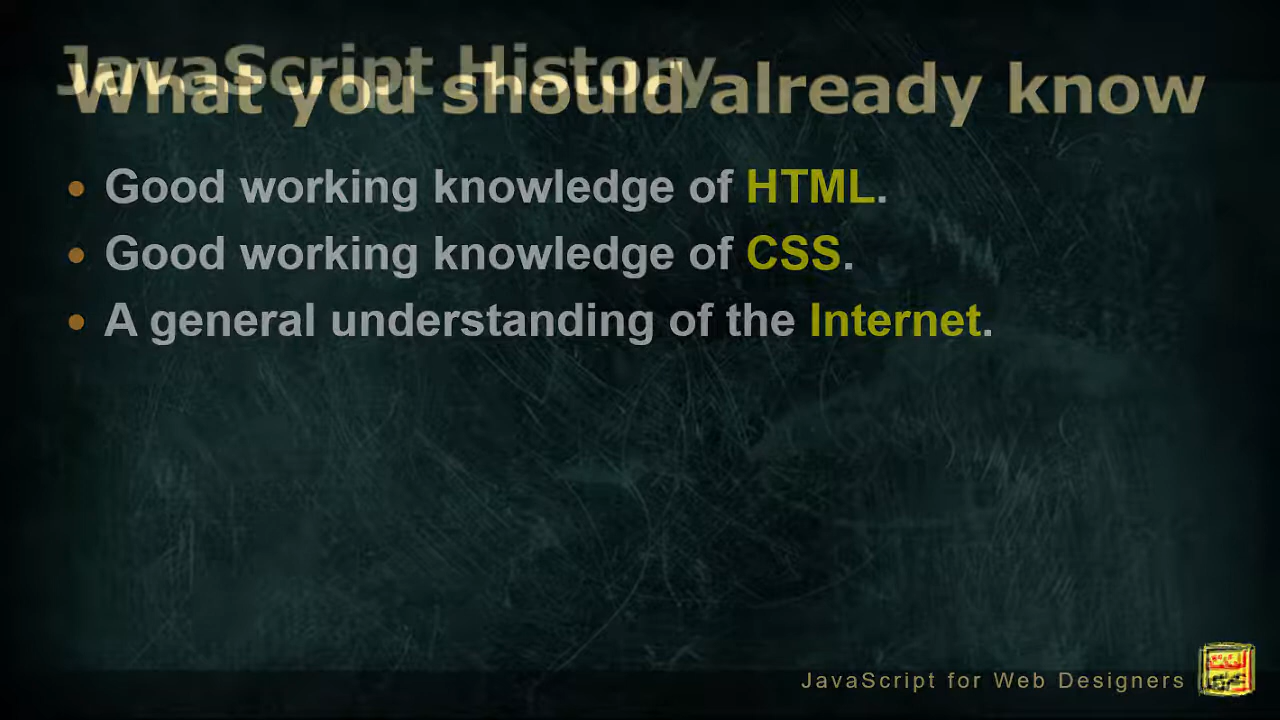 JavaScript History
What you should already know
• Good working knowledge of HTML.
• Good working knowledge of CSS.
• A general understanding of the Internet.
JavaScript for Web Designers